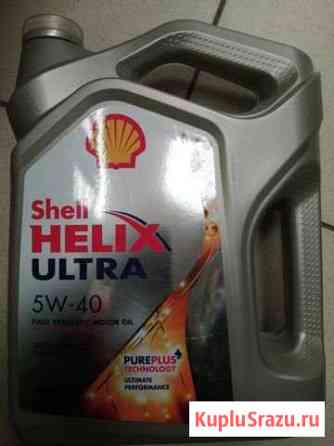 Shell
HELIX
ULTRA
5W-40
FULLY SYNTHETIC MOTOR OIL
PUREPLUS
TECHNOLOGY
ULTIMATE
PERFORMANCE
KupluSrazu.ru